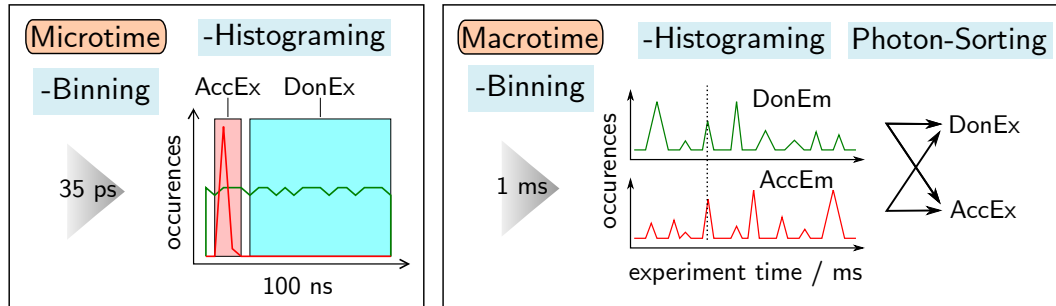 Microtime
-Histograming
-Binning
AccEx
DonEx
35 ps
occurences
100 ns
Macrotime
-Histograming
Photon-Sorting
-Binning
DonEm
1 ms
occurences
AccEm
experiment time / ms
DonEx
AccEx